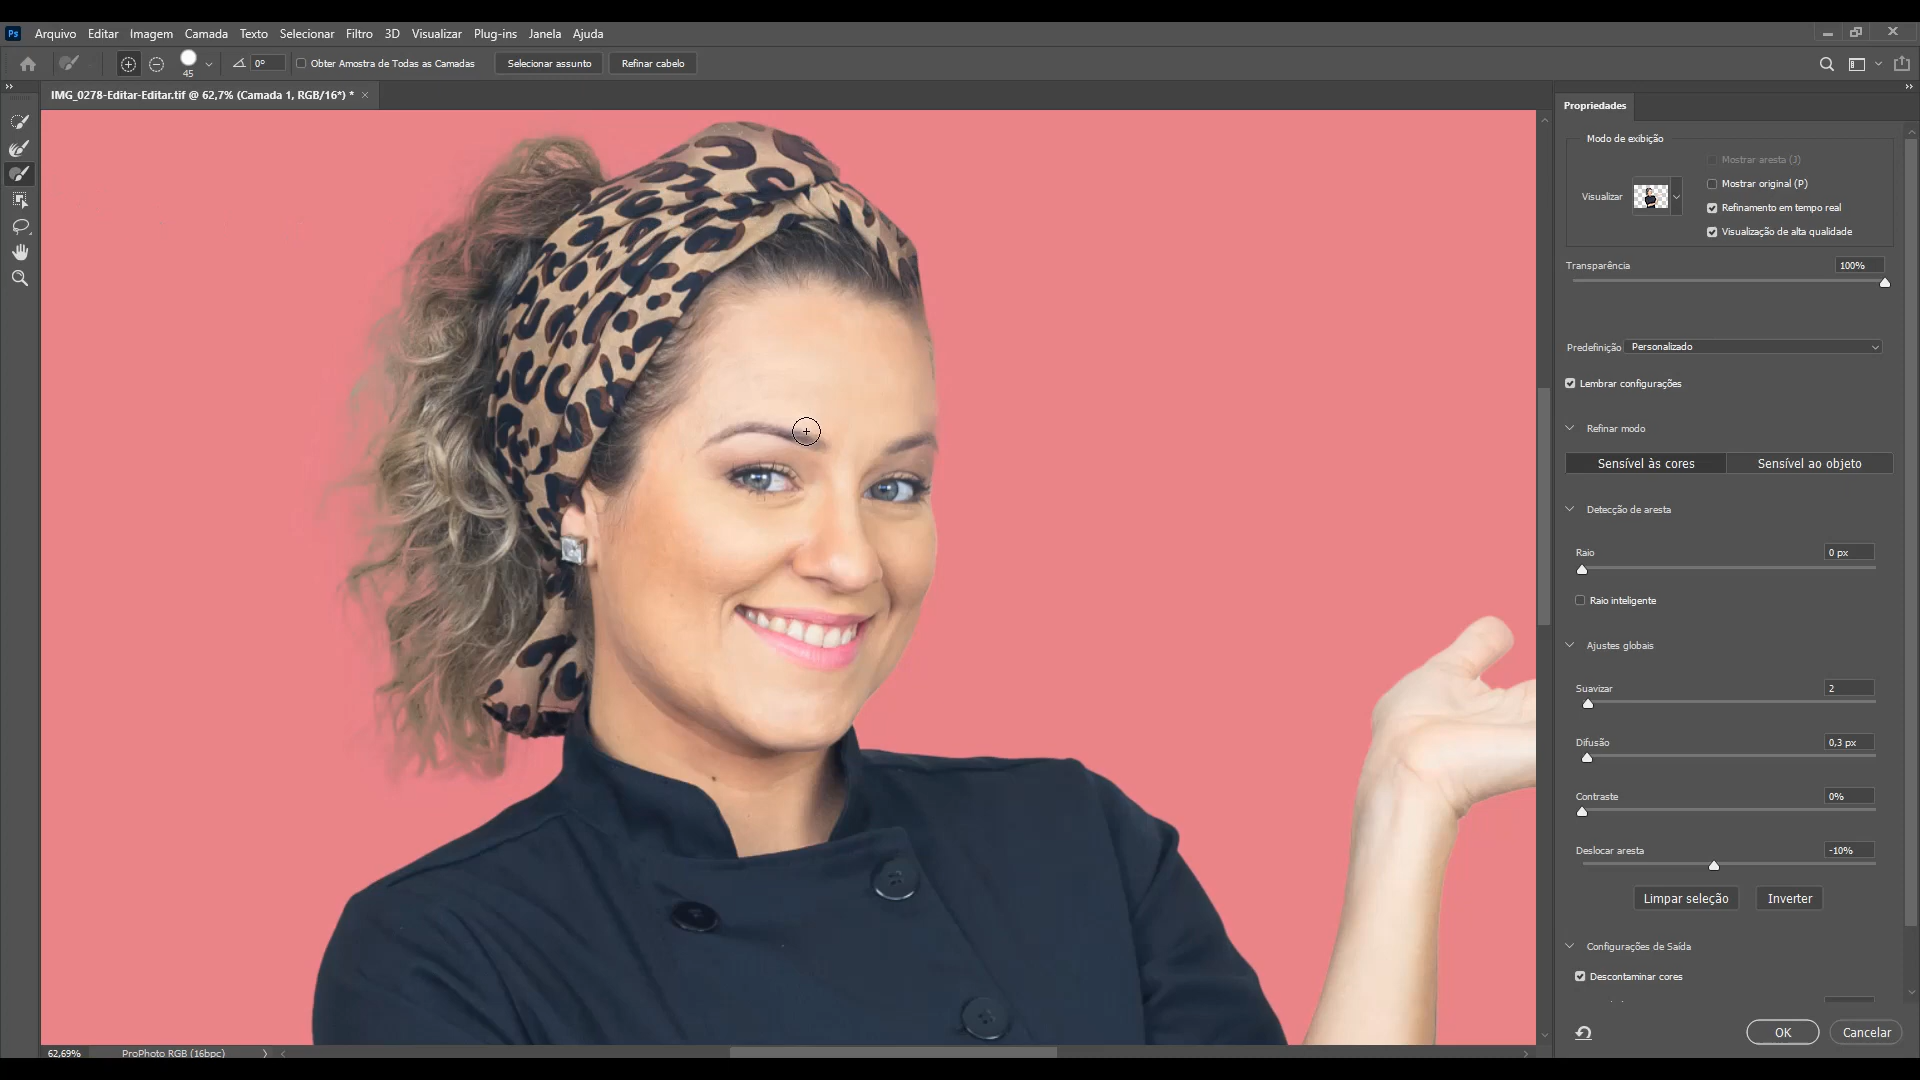 Ps Arquivo Editar Imagem Camada Texto Selecionar Filtro 3D Visualizar Plug-ins Janela Ajuda
45 0° Obter Amostra de Todas as Camadas Selecionar assunto Refinar cabelo
IMG_0278-Editar-Editar.tif @ 62,7% (Camada 1, RGB/16*) *
Propriedades
Modo de exibição
Mostrar aresta (J)
Visualizar
Mostrar original (P)
Refinamento em tempo real
Visualização de alta qualidade
Transparência 100%
Predefinição Personalizado
Lembrar configurações
Refinar modo
Sensível às cores Sensível ao objeto
Detecção de aresta
Raio 0 px
Raio inteligente
Ajustes globais
Suavizar 2
Difusão 0,3 px
Contraste 0%
Deslocar aresta -10%
Limpar seleção Inverter
Configurações de Saída
Descontaminar cores
OK Cancelar
62,69% ProPhoto RGB (16bpc)